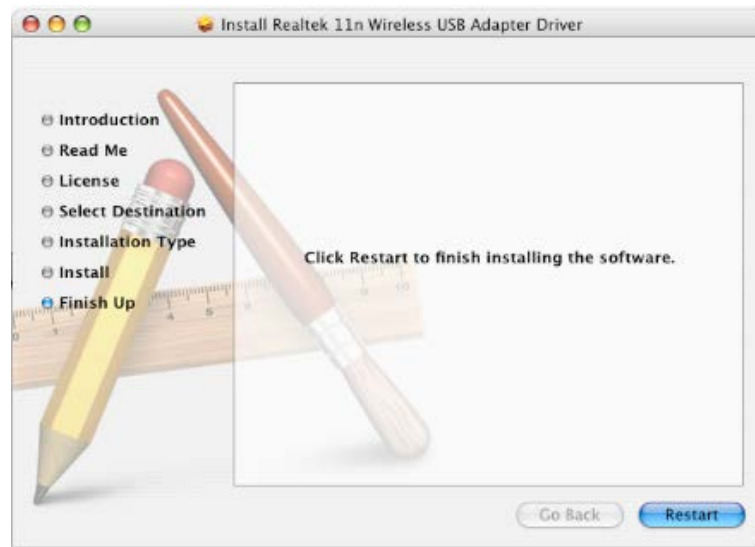 Install Realtek 11n Wireless USB Adapter Driver
Introduction
Read Me
License
Select Destination
Installation Type
Install
Finish Up
Click Restart to finish installing the software.
Go Back
Restart